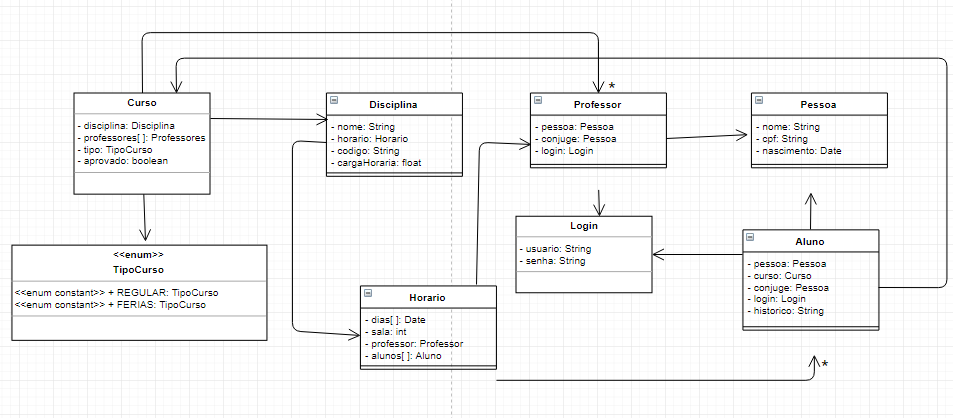 *
Curso
- disciplina: Disciplina
- professores[ ]: Professores
- tipo: TipoCurso
- aprovado: boolean
Disciplina
- nome: String
- horario: Horario
- codigo: String
- cargaHoraria: float
Professor
- pessoa: Pessoa
- conjuge: Pessoa
- login: Login
Pessoa
- nome: String
- cpf: String
- nascimento: Date
<<enum>>
TipoCurso
<<enum constant>> + REGULAR: TipoCurso
<<enum constant>> + FERIAS: TipoCurso
Login
- usuario: String
- senha: String
Aluno
- pessoa: Pessoa
- curso: Curso
- conjuge: Pessoa
- login: Login
- historico: String
Horario
- dias[ ]: Date
- sala: int
- professor: Professor
- alunos[ ]: Aluno
*